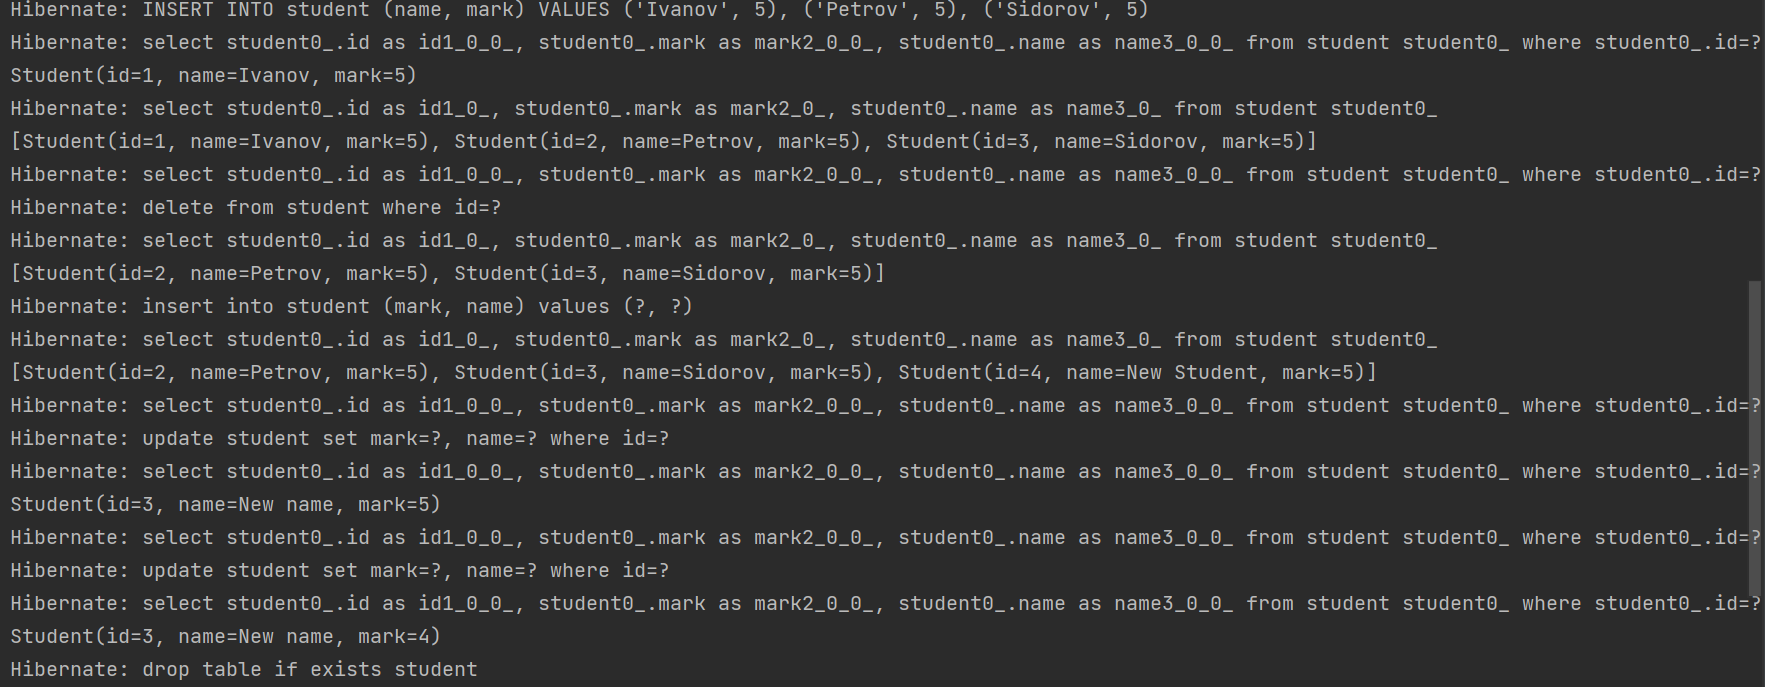 Hibernate: INSERT INTO student (name, mark) VALUES ('Ivanov', 5), ('Petrov', 5), ('Sidorov', 5)
Hibernate: select student0_.id as id1_0_0_, student0_.mark as mark2_0_0_, student0_.name as name3_0_0_ from student student0_ where student0_.id=?
Student(id=1, name=Ivanov, mark=5)
Hibernate: select student0_.id as id1_0_, student0_.mark as mark2_0_, student0_.name as name3_0_ from student student0_
[Student(id=1, name=Ivanov, mark=5), Student(id=2, name=Petrov, mark=5), Student(id=3, name=Sidorov, mark=5)]
Hibernate: select student0_.id as id1_0_0_, student0_.mark as mark2_0_0_, student0_.name as name3_0_0_ from student student0_ where student0_.id=?
Hibernate: delete from student where id=?
Hibernate: select student0_.id as id1_0_, student0_.mark as mark2_0_, student0_.name as name3_0_ from student student0_
[Student(id=2, name=Petrov, mark=5), Student(id=3, name=Sidorov, mark=5)]
Hibernate: insert into student (mark, name) values (?, ?)
Hibernate: select student0_.id as id1_0_, student0_.mark as mark2_0_, student0_.name as name3_0_ from student student0_
[Student(id=2, name=Petrov, mark=5), Student(id=3, name=Sidorov, mark=5), Student(id=4, name=New Student, mark=5)]
Hibernate: select student0_.id as id1_0_0_, student0_.mark as mark2_0_0_, student0_.name as name3_0_0_ from student student0_ where student0_.id=?
Hibernate: update student set mark=?, name=? where id=?
Hibernate: select student0_.id as id1_0_0_, student0_.mark as mark2_0_0_, student0_.name as name3_0_0_ from student student0_ where student0_.id=?
Student(id=3, name=New name, mark=5)
Hibernate: select student0_.id as id1_0_0_, student0_.mark as mark2_0_0_, student0_.name as name3_0_0_ from student student0_ where student0_.id=?
Hibernate: update student set mark=?, name=? where id=?
Hibernate: select student0_.id as id1_0_0_, student0_.mark as mark2_0_0_, student0_.name as name3_0_0_ from student student0_ where student0_.id=?
Student(id=3, name=New name, mark=4)
Hibernate: drop table if exists student